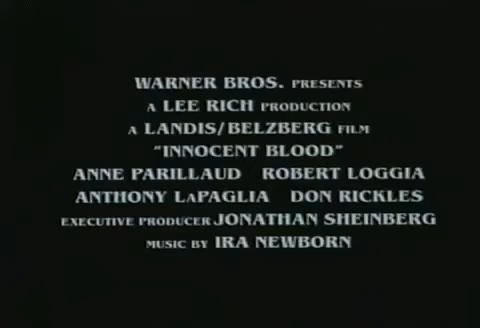 WARNER BROS. PRESENTS
A LEE RICH PRODUCTION
A LANDIS/BELZBERG FILM
"INNOCENT BLOOD"
ANNE PARILLAUD ROBERT LOGGIA
ANTHONY LaPAGLIA DON RICKLES
EXECUTIVE PRODUCER JONATHAN SHEINBERG
MUSIC BY IRA NEWBORN